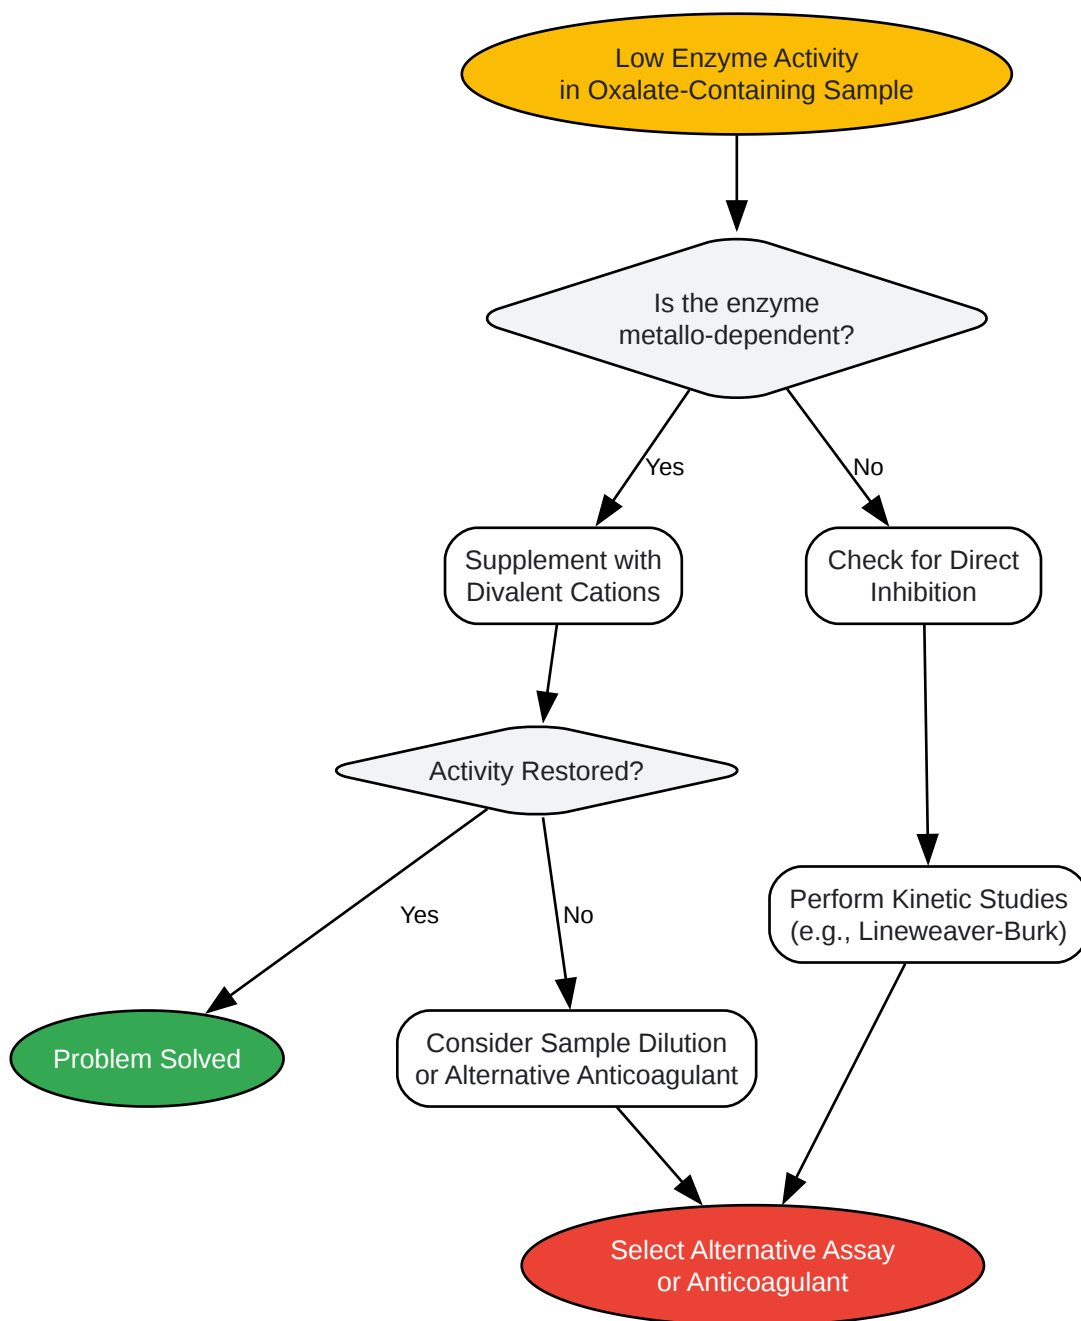 Low Enzyme Activity
in Oxalate-Containing Sample
Is the enzyme
metallo-dependent?
Yes
No
Supplement with
Divalent Cations
Check for Direct
Inhibition
Activity Restored?
Perform Kinetic Studies
(e.g., Lineweaver-Burk)
Yes
No
Problem Solved
Consider Sample Dilution
or Alternative Anticoagulant
Select Alternative Assay
or Anticoagulant